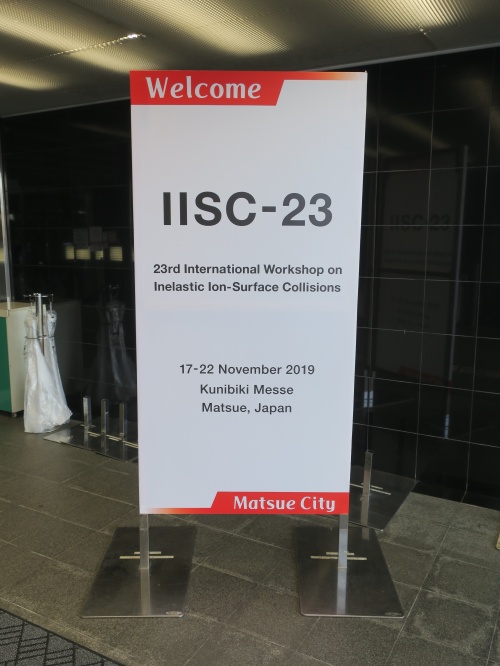 Welcome
IISC-23
23rd International Workshop on
Inelastic Ion-Surface Collisions
17-22 November 2019
Kunibiki Messe
Matsue, Japan
Matsue City